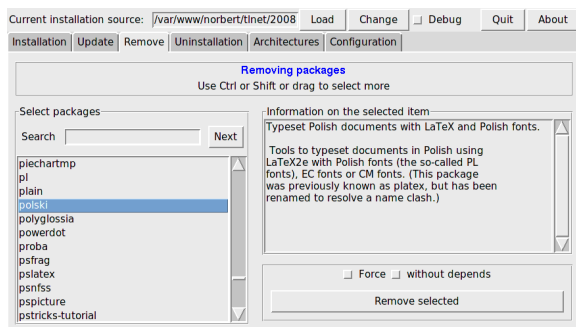 Current installation source: /var/www/norbert/tlnet/2008 Load Change Debug Quit About
Installation Update Remove Uninstallation Architectures Configuration
Removing packages
Use Ctrl or Shift or drag to select more
Select packages
Search Next
piechartmp
pl
plain
polski
polyglossia
powerdot
proba
psfrag
pslatex
psnfss
pspicture
pstricks-tutorial
Information on the selected item
Typeset Polish documents with LaTeX and Polish fonts.
Tools to typeset documents in Polish using
LaTeX2e with Polish fonts (the so-called PL
fonts), EC fonts or CM fonts. (This package
was previously known as platex, but has been
renamed to resolve a name clash.)
Force without depends
Remove selected